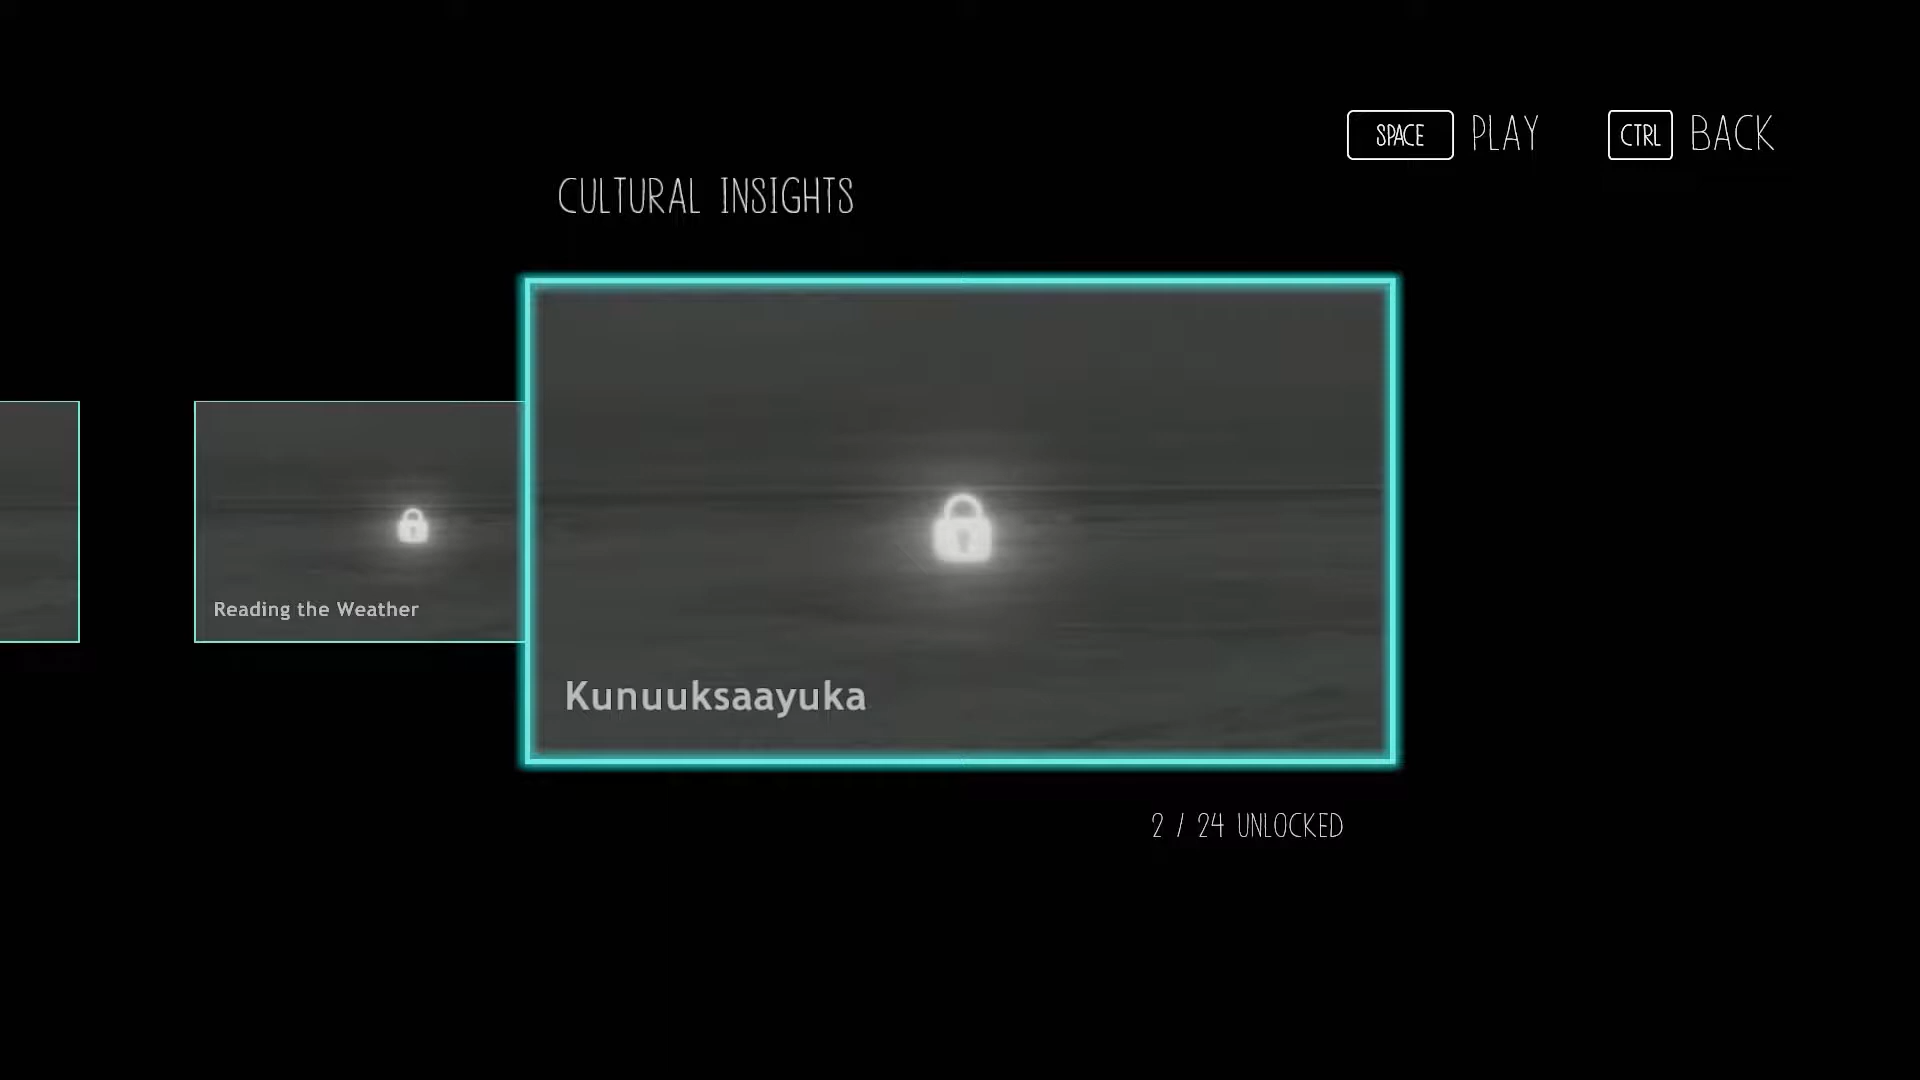 SPACE PLAY CTRL BACK
CULTURAL INSIGHTS
Reading the Weather
Kunuuksaayuka
2 / 24 UNLOCKED